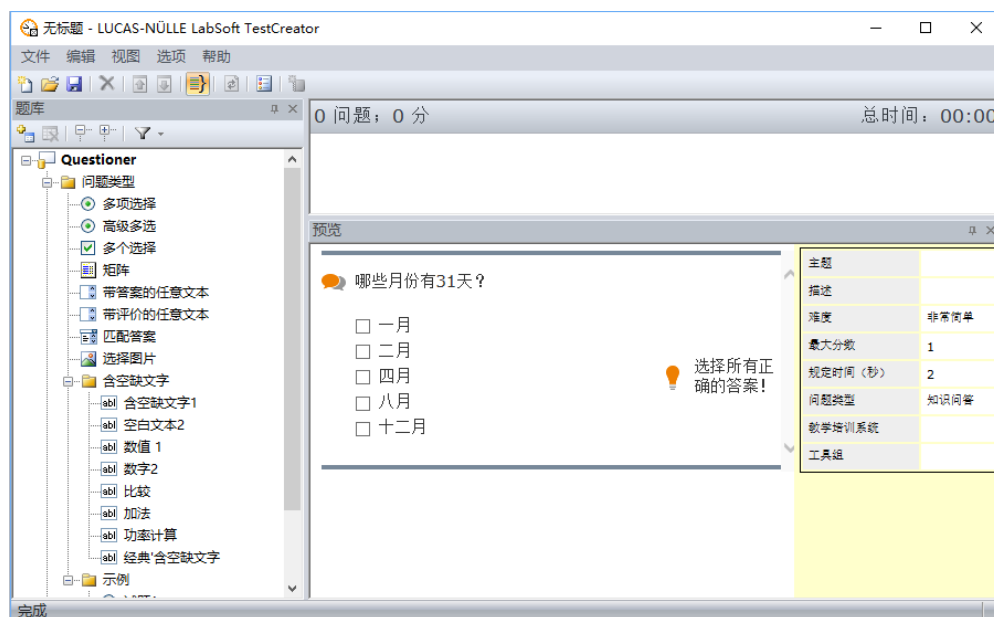 无标题 - LUCAS-NÜLLE LabSoft TestCreator
文件 编辑 视图 选项 帮助
题库
0 问题；0 分 总时间：00:00
Questioner
问题类型
多项选择
高级多选
多个选择
矩阵
带答案的任意文本
带评价的任意文本
匹配答案
选择图片
含空缺文字
abl 含空缺文字1
abl 空白文本2
abl 数值 1
abl 数字2
abl 比较
abl 加法
abl 功率计算
abl 经典'含空缺文字
示例
预览
哪些月份有31天？
一月
二月
四月
八月
十二月
选择所有正
确的答案！
主题
描述
难度 非常简单
最大分数 1
规定时间（秒） 2
问题类型 知识问答
教学培训系统
工具组
完成